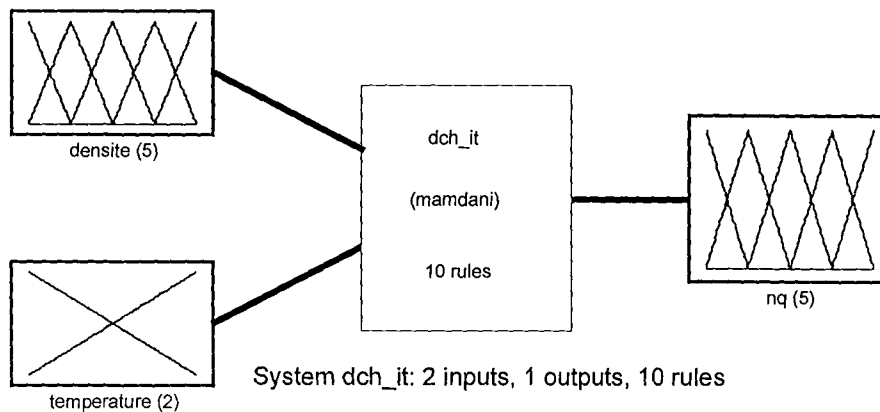 densite (5)
dch_it
(mamdani)
10 rules
nq (5)
temperature (2)
System dch_it: 2 inputs, 1 outputs, 10 rules